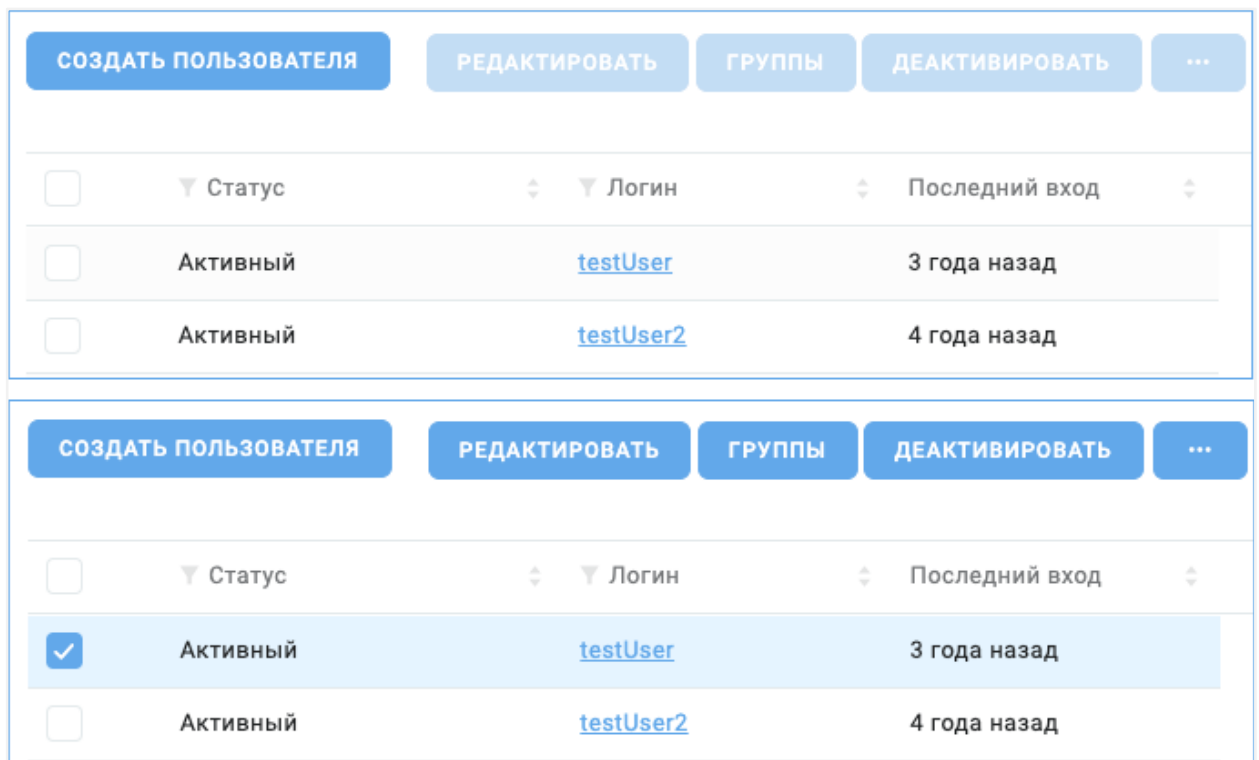 СОЗДАТЬ ПОЛЬЗОВАТЕЛЯ РЕДАКТИРОВАТЬ ГРУППЫ ДЕАКТИВИРОВАТЬ ...
Статус Логин Последний вход
Активный testUser 3 года назад
Активный testUser2 4 года назад
СОЗДАТЬ ПОЛЬЗОВАТЕЛЯ РЕДАКТИРОВАТЬ ГРУППЫ ДЕАКТИВИРОВАТЬ ...
Статус Логин Последний вход
Активный testUser 3 года назад
Активный testUser2 4 года назад